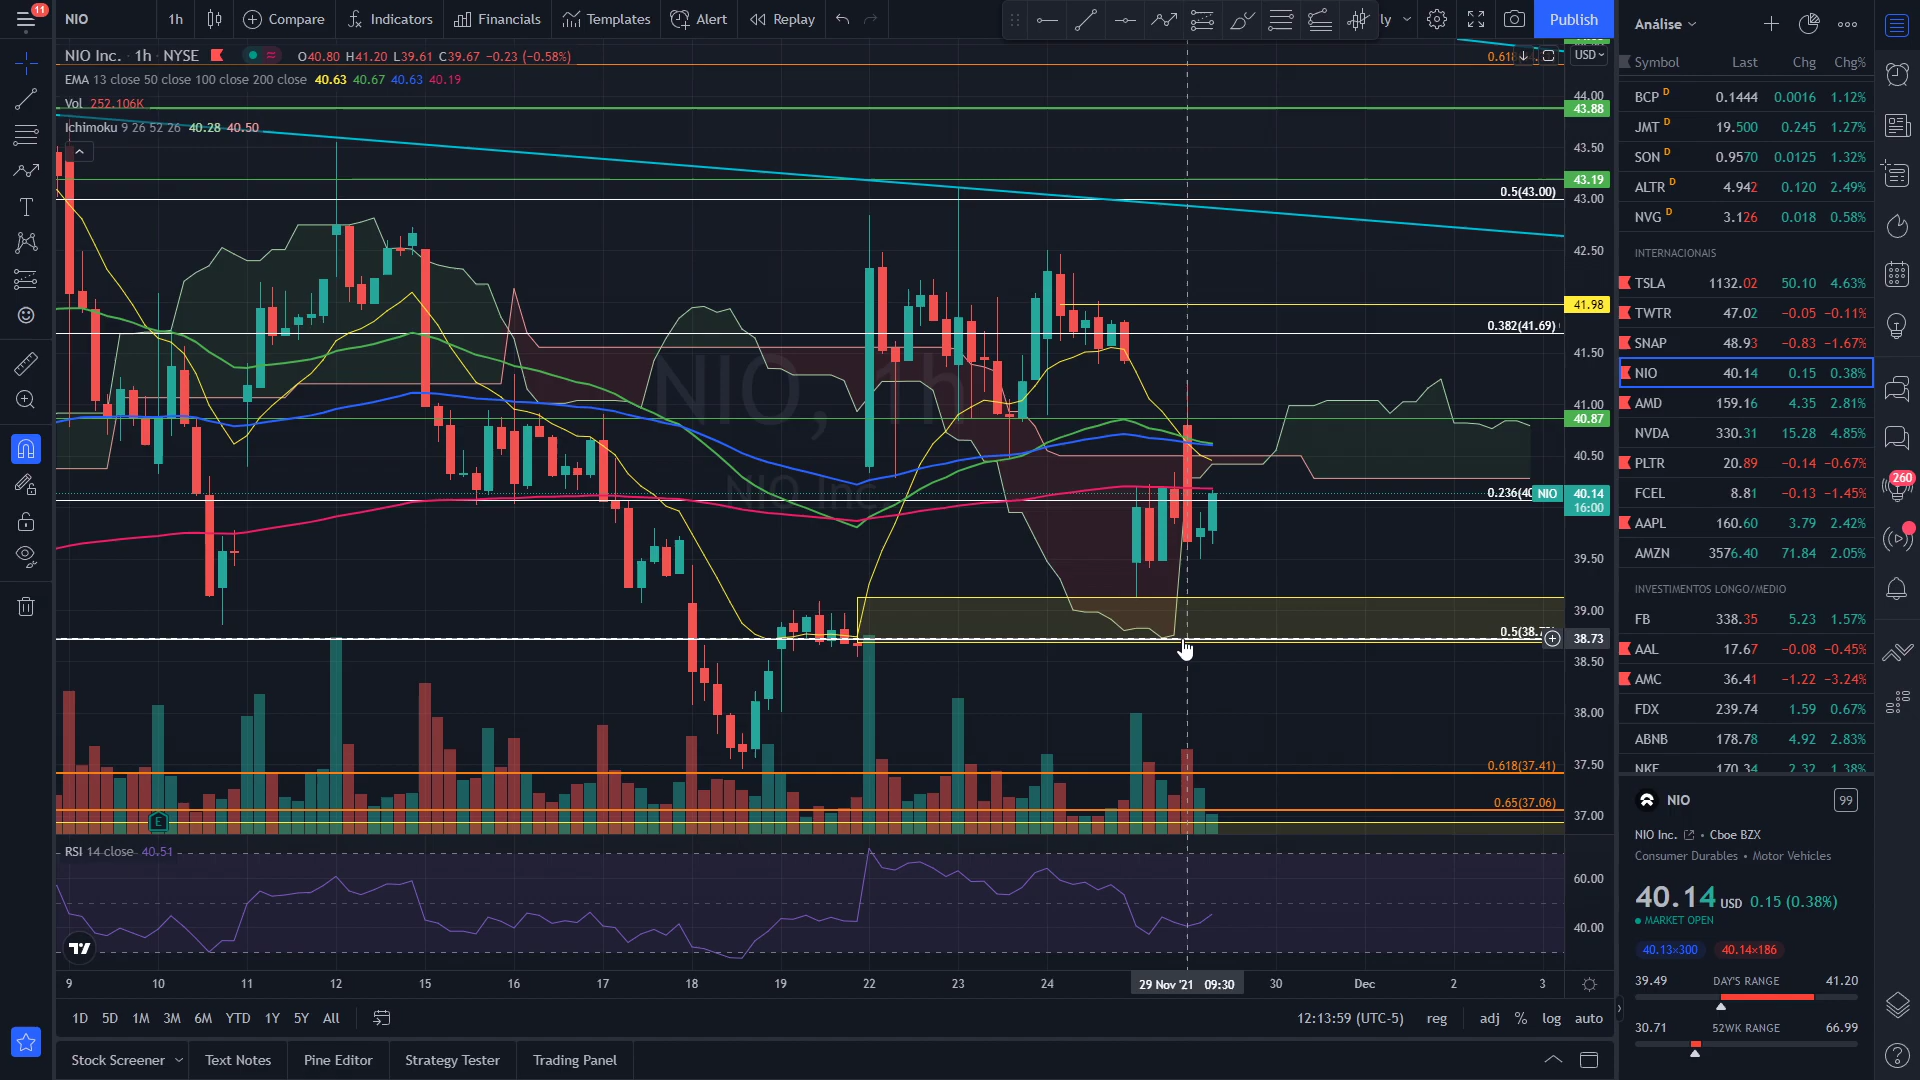 11
NIO 1h Compare Indicators Financials Templates Alert Replay ly Publish
NIO Inc. · 1h · NYSE O40.80 H41.20 L39.61 C39.67 −0.23 (−0.58%)
EMA 13 close 50 close 100 close 200 close 40.63 40.67 40.63 40.19
Vol 252.106K
Ichimoku 9 26 52 26 40.28 40.50
USD
44.00
43.88
43.50
43.19
0.5(43.00) 43.00
42.50
41.98
0.382(41.69)
41.50
41.00
40.87
40.50
0.236(40 NIO 40.14
16:00
39.50
39.00
0.5(38. 38.73
38.50
38.00
37.50
0.618(37.41)
0.65(37.06)
37.00
NIO, 1h
NIO Inc.
E
RSI 14 close 40.51
60.00
40.00
9 10 11 12 15 16 17 18 19 22 23 24 29 Nov '21 09:30 30 Dec 2 3
1D 5D 1M 3M 6M YTD 1Y 5Y All 12:13:59 (UTC-5) reg adj % log auto
Stock Screener Text Notes Pine Editor Strategy Tester Trading Panel
Análise
Symbol Last Chg Chg%
BCP D 0.1444 0.0016 1.12%
JMT D 19.500 0.245 1.27%
SON D 0.9570 0.0125 1.32%
ALTR D 4.942 0.120 2.49%
NVG D 3.126 0.018 0.58%
INTERNACIONAIS
TSLA 1132.02 50.10 4.63%
TWTR 47.02 −0.05 −0.11%
SNAP 48.93 −0.83 −1.67%
NIO 40.14 0.15 0.38%
AMD 159.16 4.35 2.81%
NVDA 330.31 15.28 4.85%
PLTR 20.89 −0.14 −0.67%
FCEL 8.81 −0.13 −1.45%
AAPL 160.60 3.79 2.42%
AMZN 3576.40 71.84 2.05%
INVESTIMENTOS LONGO/MEDIO
FB 338.35 5.23 1.57%
AAL 17.67 −0.08 −0.45%
AMC 36.41 −1.22 −3.24%
FDX 239.74 1.59 0.67%
ABNB 178.78 4.92 2.83%
NKE 170.34 2.32 1.38%
NIO 99
NIO Inc. • Cboe BZX
Consumer Durables • Motor Vehicles
40.14 USD 0.15 (0.38%)
MARKET OPEN
40.13×300 40.14×186
39.49 DAY'S RANGE 41.20
30.71 52WK RANGE 66.99
260